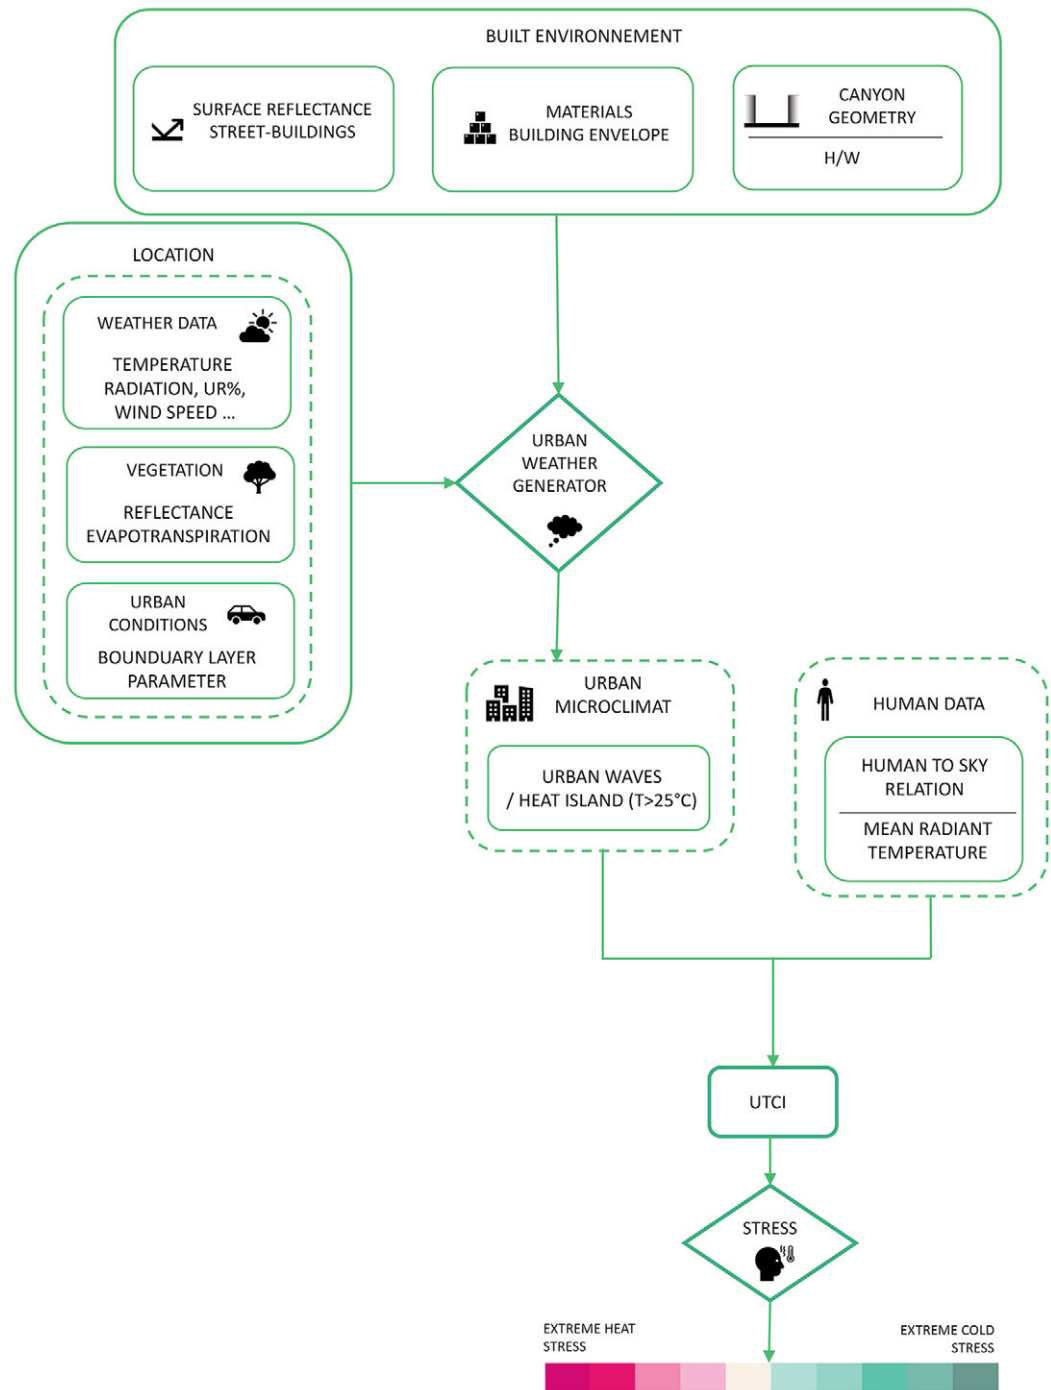 BUILT ENVIRONNEMENT
SURFACE REFLECTANCE
STREET-BUILDINGS
MATERIALS
BUILDING ENVELOPE
CANYON
GEOMETRY
H/W
LOCATION
WEATHER DATA
TEMPERATURE
RADIATION, UR%,
WIND SPEED ...
VEGETATION
REFLECTANCE
EVAPOTRANSPIRATION
URBAN
CONDITIONS
BOUNDUARY LAYER
PARAMETER
URBAN
WEATHER
GENERATOR
URBAN
MICROCLIMAT
URBAN WAVES
/ HEAT ISLAND (T>25°C)
HUMAN DATA
HUMAN TO SKY
RELATION
MEAN RADIANT
TEMPERATURE
UTCI
STRESS
EXTREME HEAT
STRESS
EXTREME COLD
STRESS